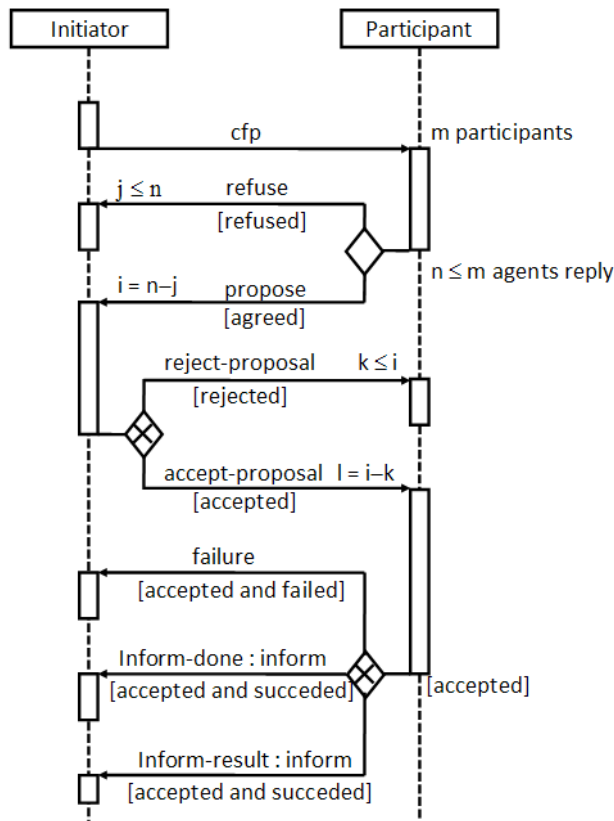 Initiator
Participant
cfp
m participants
j ≤ n
refuse
[refused]
n ≤ m agents reply
i = n–j
propose
[agreed]
reject-proposal
k ≤ i
[rejected]
accept-proposal
l = i–k
[accepted]
failure
[accepted and failed]
Inform-done : inform
[accepted and succeded]
[accepted]
Inform-result : inform
[accepted and succeded]